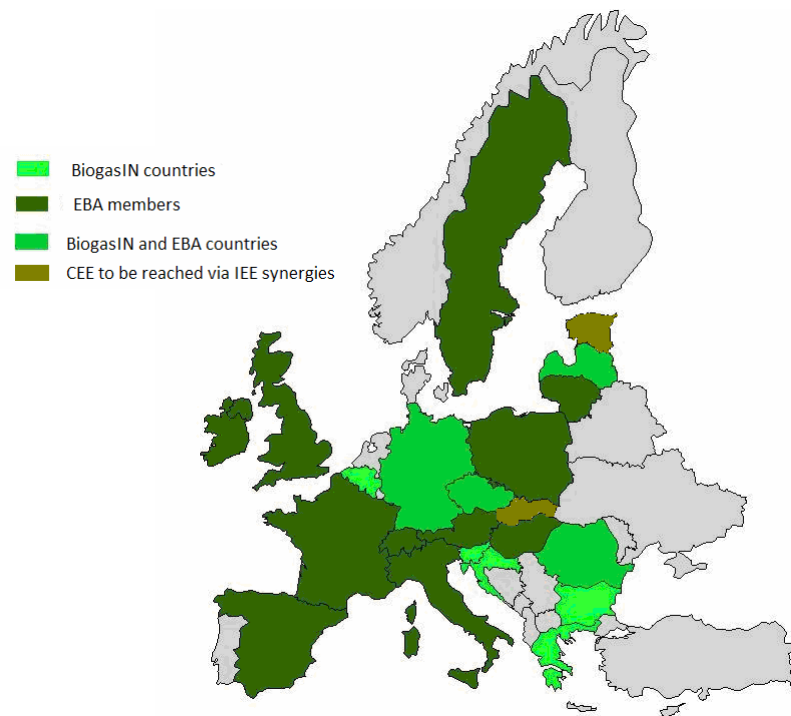 BiogasIN countries
EBA members
BiogasIN and EBA countries
CEE to be reached via IEE synergies